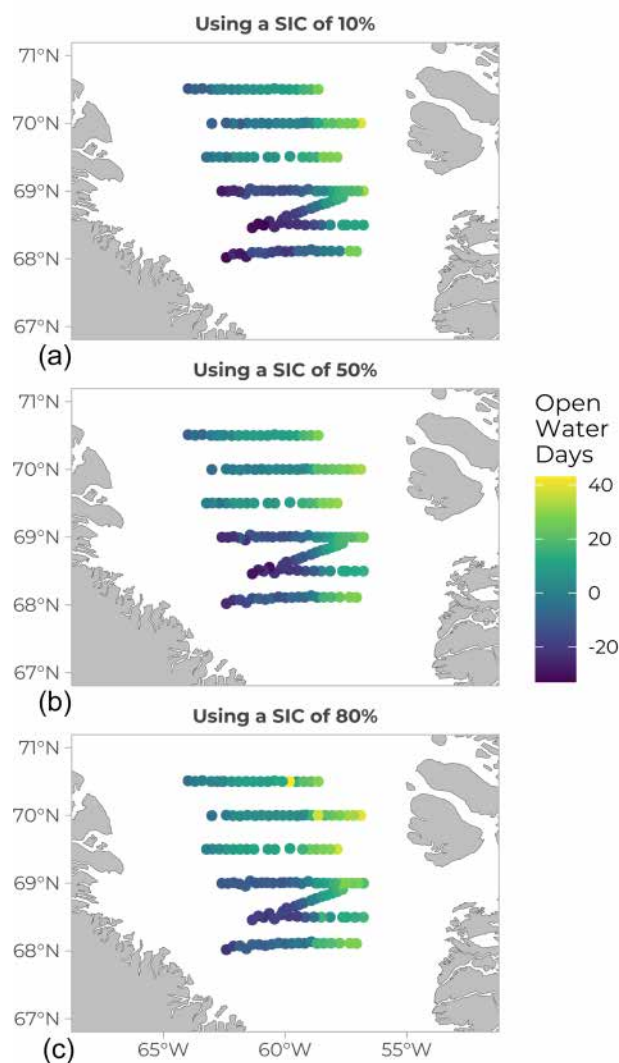 Using a SIC of 10%
71°N
70°N
69°N
68°N
67°N
(a)
Using a SIC of 50%
71°N
70°N
69°N
68°N
67°N
(b)
Open
Water
Days
40
20
0
-20
Using a SIC of 80%
71°N
70°N
69°N
68°N
67°N
(c)
65°W 60°W 55°W